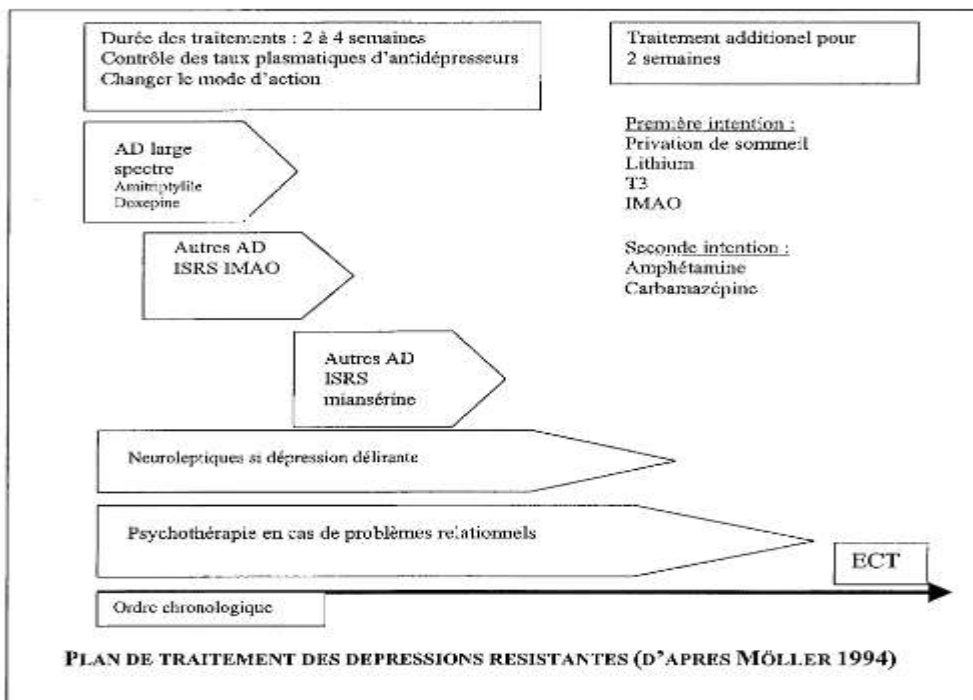 Durée des traitements : 2 à 4 semaines
Contrôle des taux plasmatiques d'antidépresseurs
Changer le mode d'action
Traitement additionel pour
2 semaines
AD large
spectre
Amitriptylile
Doxepine
Autres AD
ISRS IMAO
Autres AD
ISRS
miansérine
Première intention :
Privation de sommeil
Lithium
T3
IMAO
Seconde intention :
Amphétamine
Carbamazépine
Neuroleptiques si dépression délirante
Psychothérapie en cas de problèmes relationnels
ECT
Ordre chronologique
PLAN DE TRAITEMENT DES DEPRESSIONS RESISTANTES (D'APRES MÖLLER 1994)